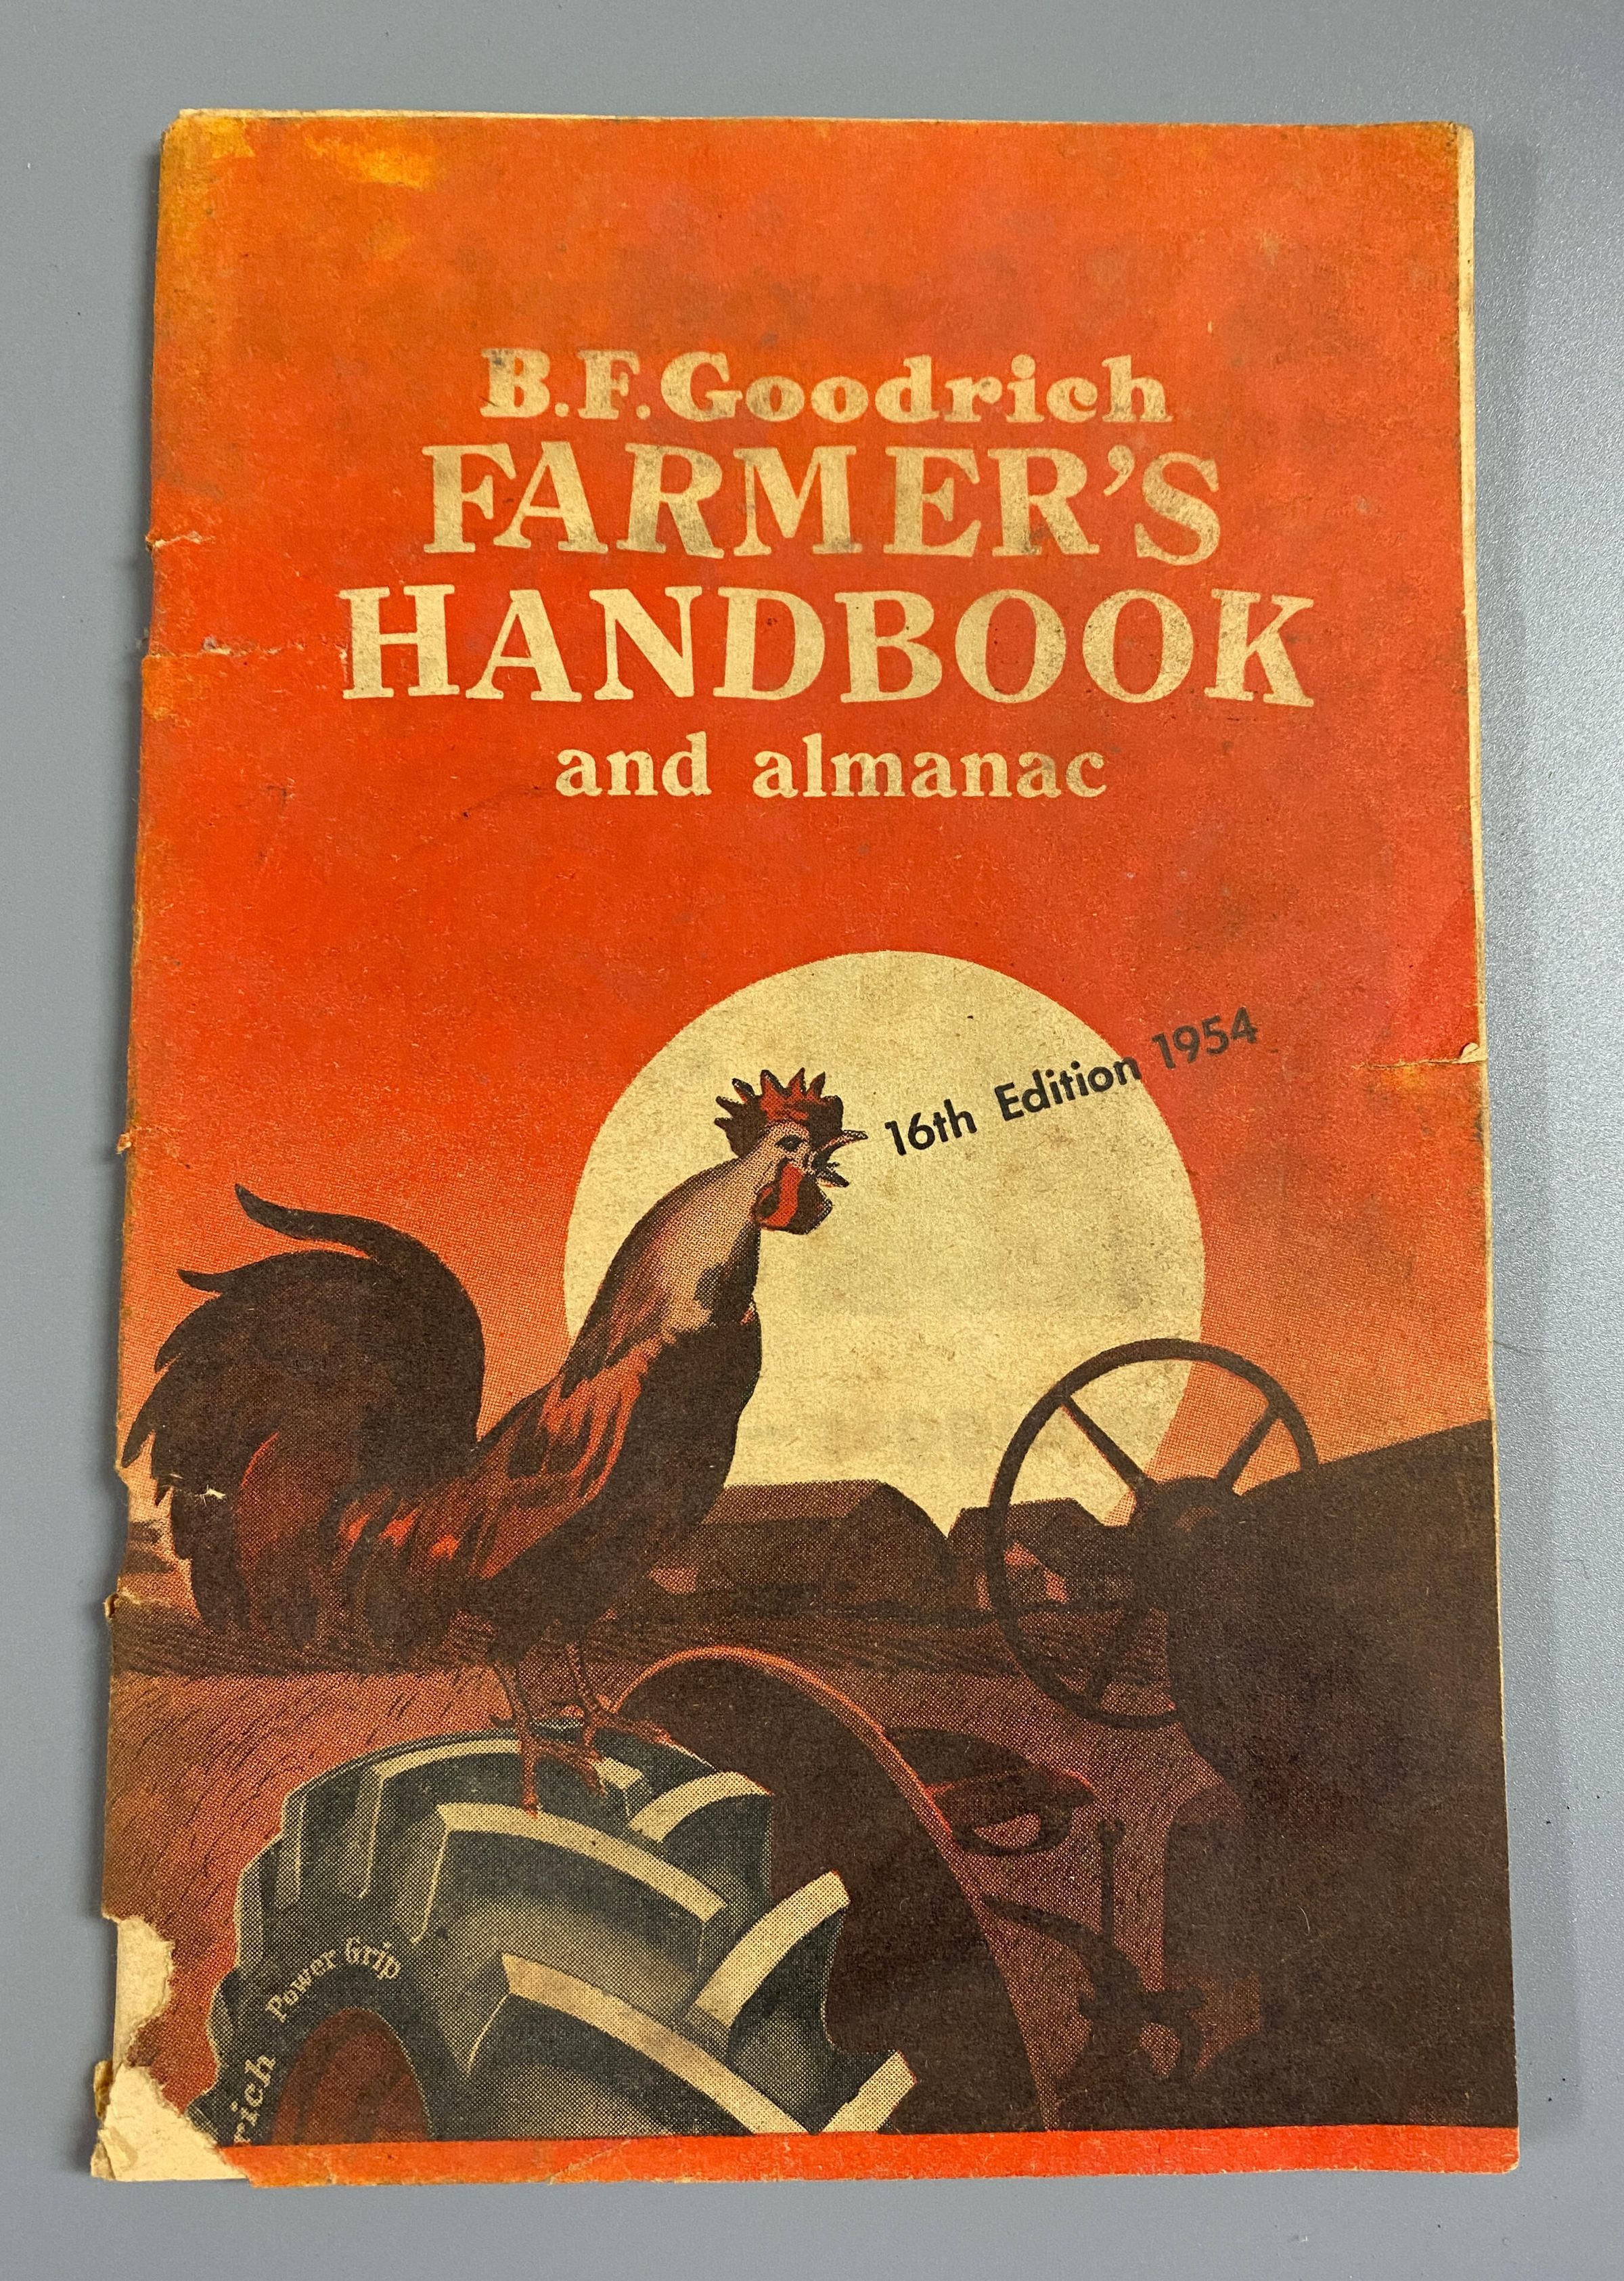 B.F. Goodrich
FARMER'S
HANDBOOK
and almanac
16th Edition 1954
Power Grip
rich